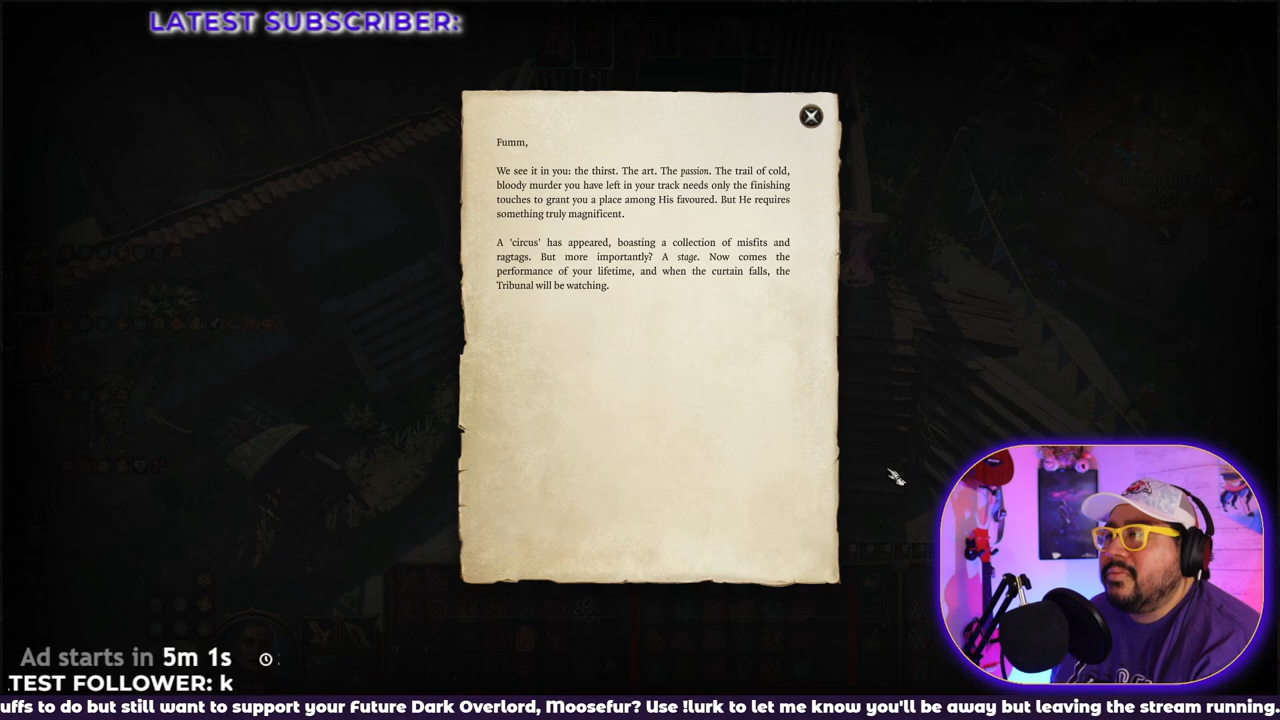 LATEST SUBSCRIBER:
Fumm,
We see it in you: the thirst. The art. The passion. The trail of cold,
bloody murder you have left in your track needs only the finishing
touches to grant you a place among His favoured. But He requires
something truly magnificent.
A 'circus' has appeared, boasting a collection of misfits and
ragtags. But more importantly? A stage. Now comes the
performance of your lifetime, and when the curtain falls, the
Tribunal will be watching.
Ad starts in 5m 1s
TEST FOLLOWER: k
uffs to do but still want to support your Future Dark Overlord, Moosefur? Use !lurk to let me know you'll be away but leaving the stream running.